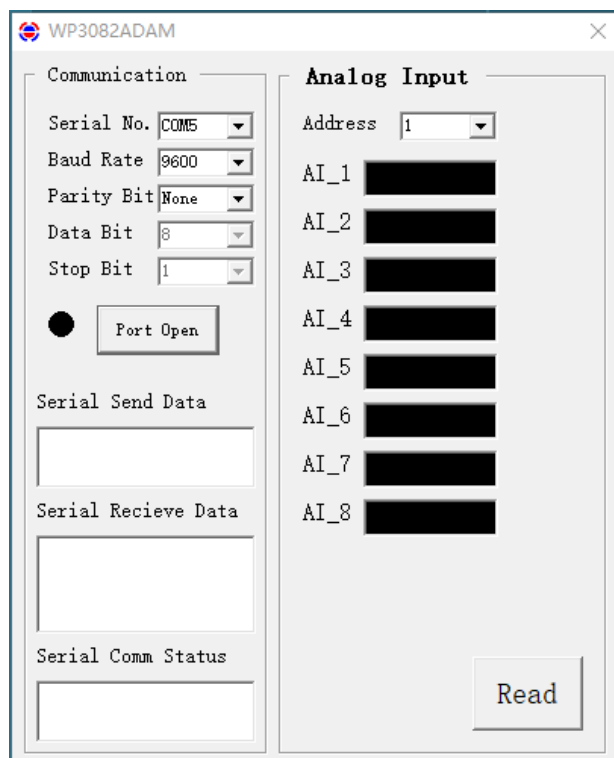 WP3082ADAM
Communication
Serial No. COM5
Baud Rate 9600
Parity Bit None
Data Bit 8
Stop Bit 1
Port Open
Serial Send Data
Serial Recieve Data
Serial Comm Status
Analog Input
Address 1
AI_1
AI_2
AI_3
AI_4
AI_5
AI_6
AI_7
AI_8
Read